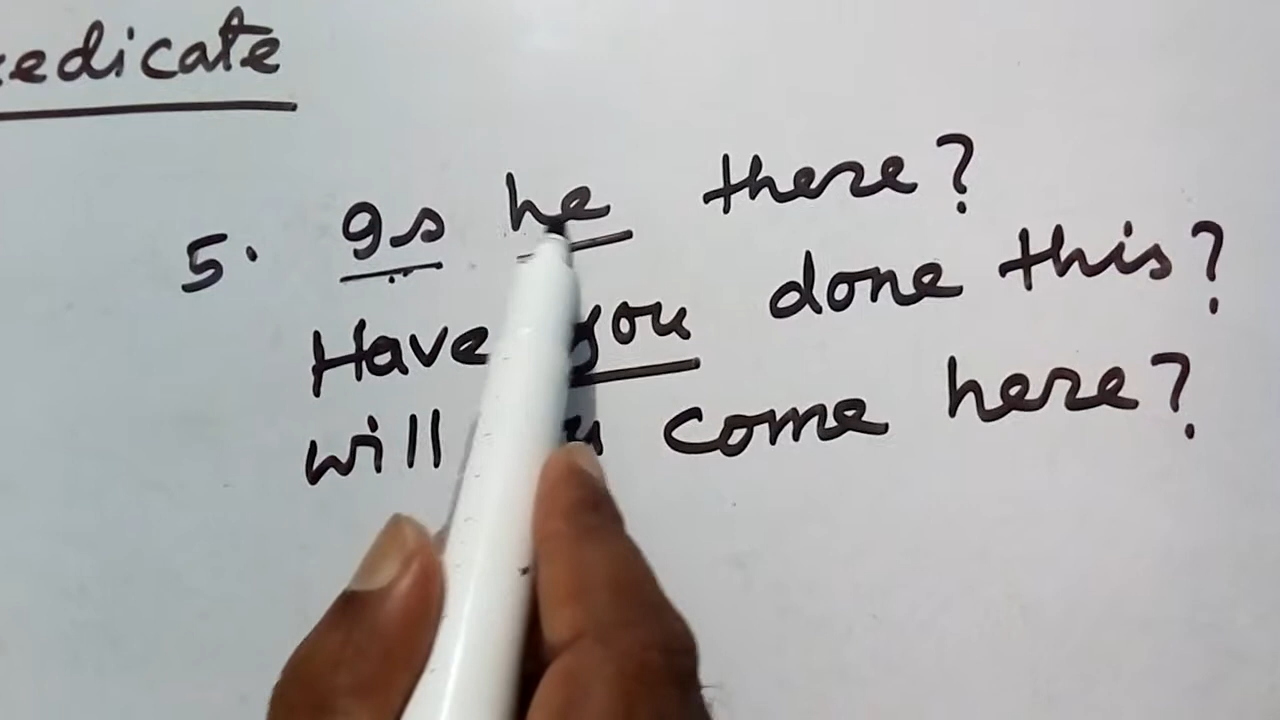 edicate
5. Is he there?
Have you done this?
will come here?